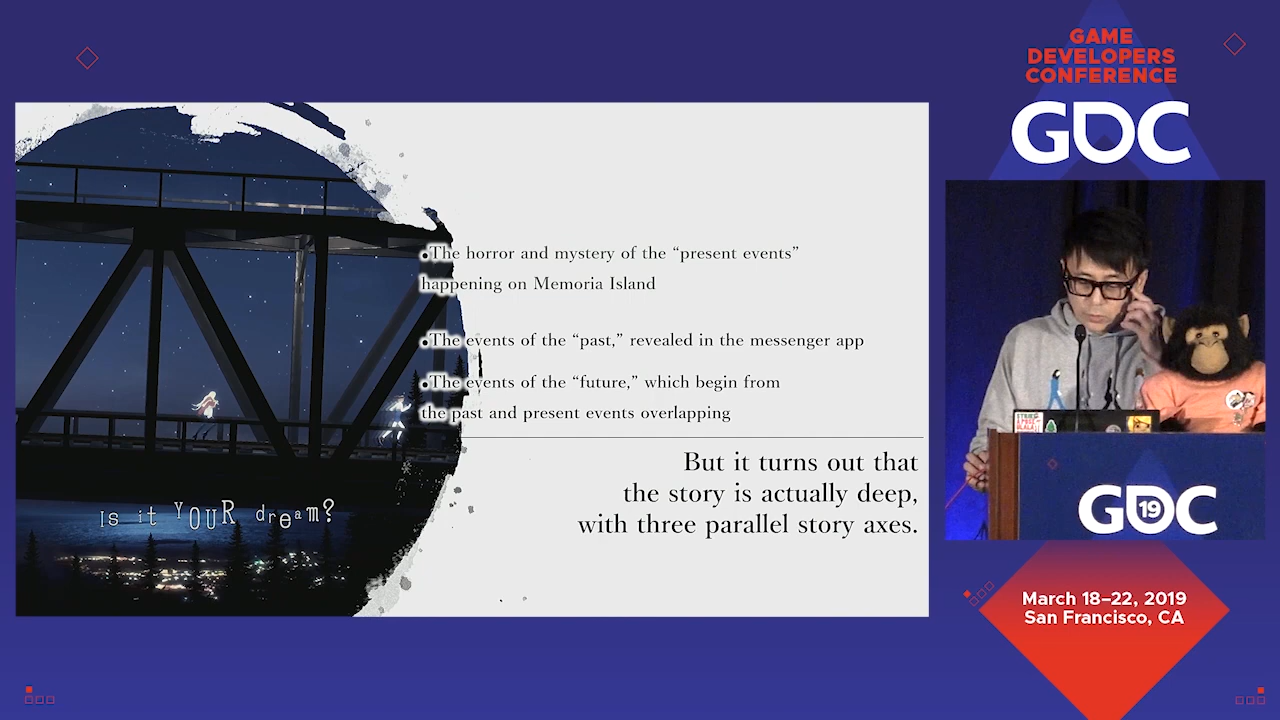 GAME
DEVELOPERS
CONFERENCE
GDC
•The horror and mystery of the “present events”
happening on Memoria Island
•The events of the “past,” revealed in the messenger app
•The events of the “future,” which begin from
the past and present events overlapping
But it turns out that
the story is actually deep,
with three parallel story axes.
Is it YOUR dream?
GDC
19
March 18–22, 2019
San Francisco, CA